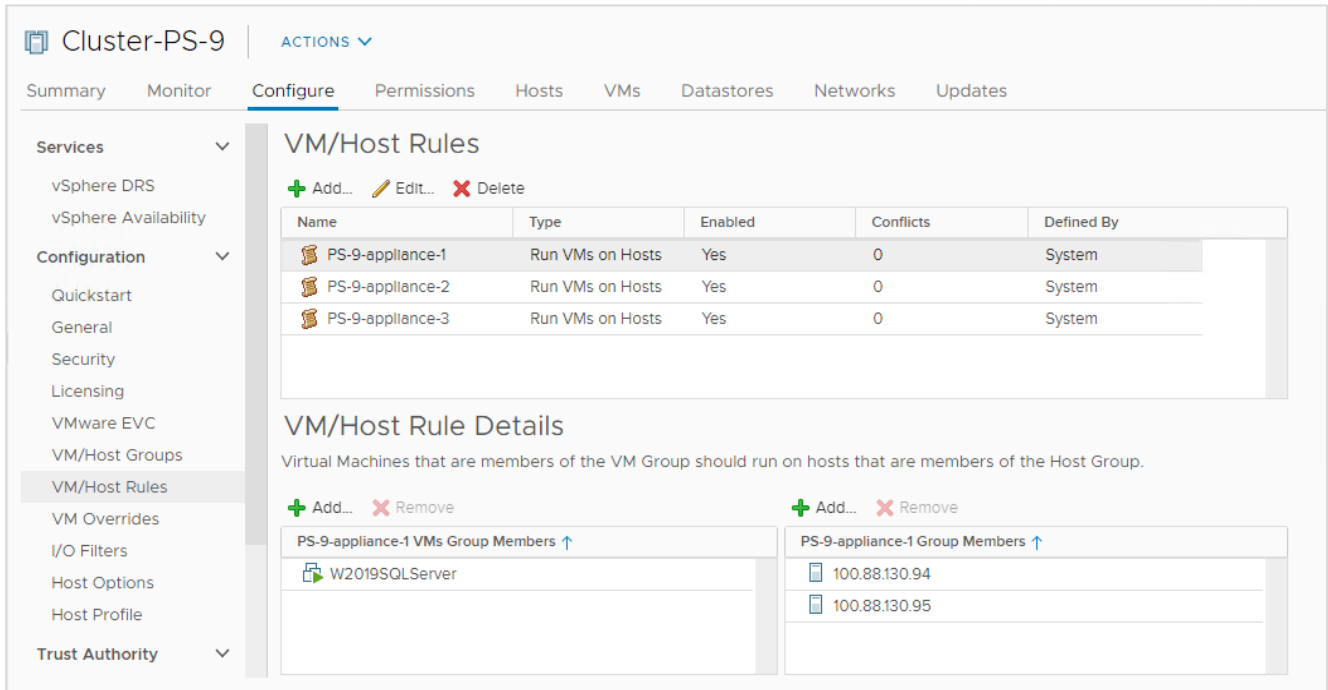 Cluster-PS-9 ACTIONS
Summary Monitor Configure Permissions Hosts VMs Datastores Networks Updates
Services
vSphere DRS
vSphere Availability
Configuration
Quickstart
General
Security
Licensing
VMware EVC
VM/Host Groups
VM/Host Rules
VM Overrides
I/O Filters
Host Options
Host Profile
Trust Authority
VM/Host Rules
Add... Edit... Delete
Name Type Enabled Conflicts Defined By
PS-9-appliance-1 Run VMs on Hosts Yes 0 System
PS-9-appliance-2 Run VMs on Hosts Yes 0 System
PS-9-appliance-3 Run VMs on Hosts Yes 0 System
VM/Host Rule Details
Virtual Machines that are members of the VM Group should run on hosts that are members of the Host Group.
Add... Remove
PS-9-appliance-1 VMs Group Members ↑
W2019SQLServer
Add... Remove
PS-9-appliance-1 Group Members ↑
100.88.130.94
100.88.130.95